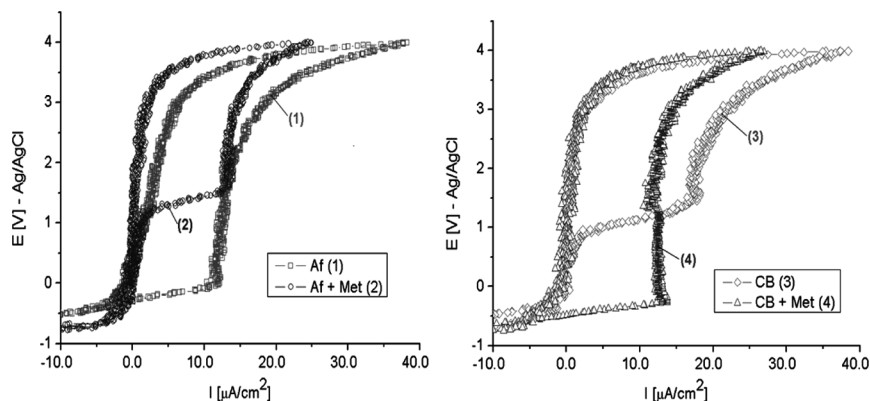 E [V] - Ag/AgCl
4
3
2
1
0
-1
-10.0 0.0 10.0 20.0 30.0 40.0
I [µA/cm²]
(1)
(2)
Af (1)
Af + Met (2)
E [V] - Ag/AgCl
5
4
3
2
1
0
-1
-10.0 0.0 10.0 20.0 30.0 40.0
I [µA/cm²]
(3)
(4)
CB (3)
CB + Met (4)